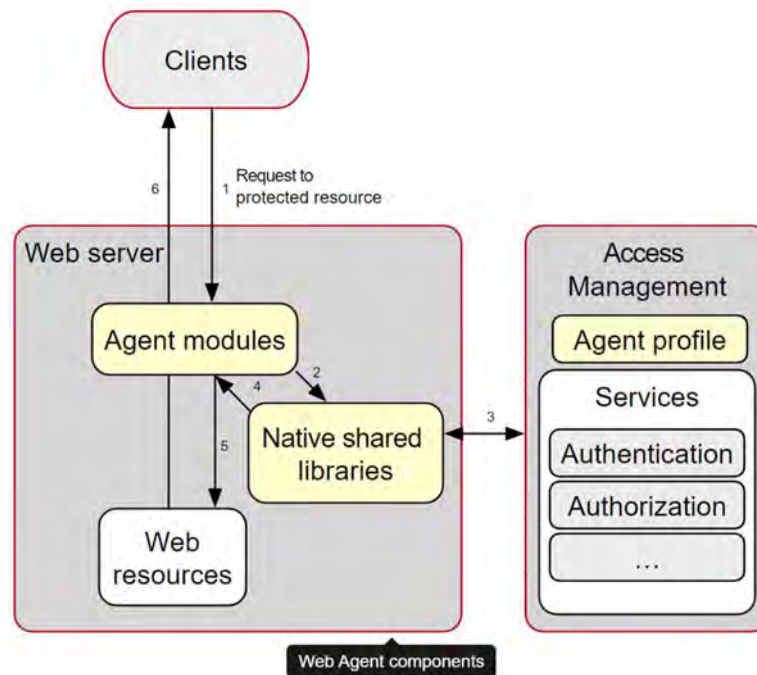 Clients
6
1
Request to
protected resource
Web server
Agent modules
2
4
Native shared
libraries
5
Web
resources
3
Access
Management
Agent profile
Services
Authentication
Authorization
...
Web Agent components